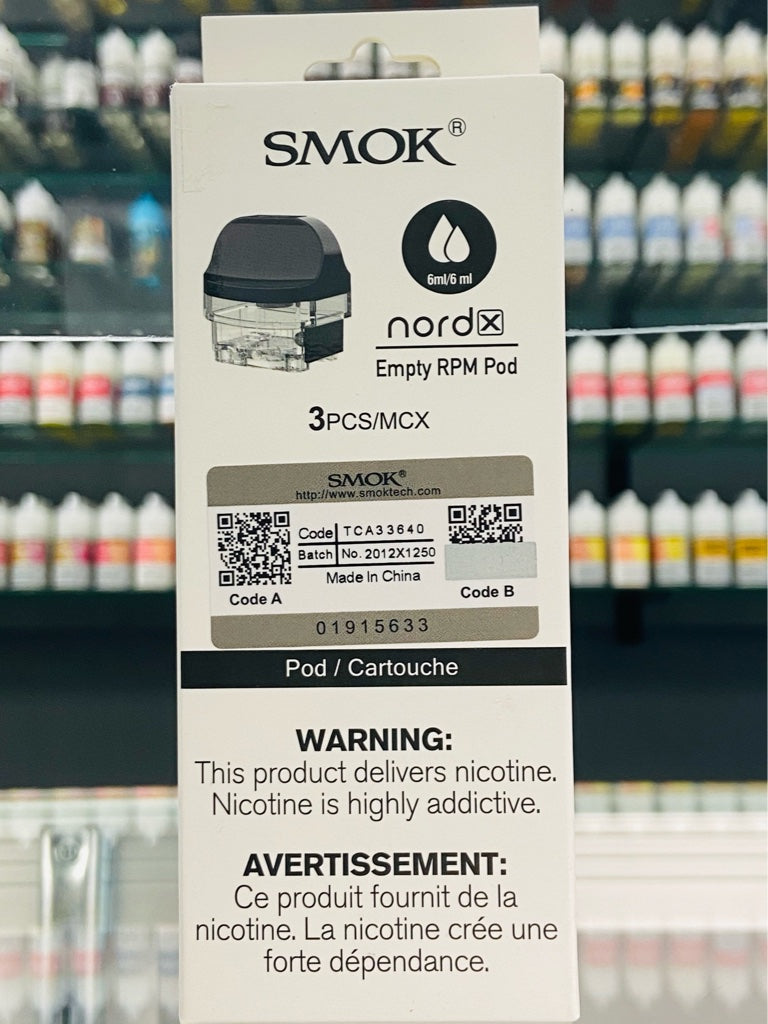 SMOK®
6ml/6 ml
nordx
Empty RPM Pod
3PCS/MCX
SMOK®
http://www.smoktech.com
Code TCA33640
Batch No. 2012X1250
Made In China
Code A
Code B
01915633
Pod / Cartouche
WARNING:
This product delivers nicotine.
Nicotine is highly addictive.
AVERTISSEMENT:
Ce produit fournit de la
nicotine. La nicotine crée une
forte dépendance.